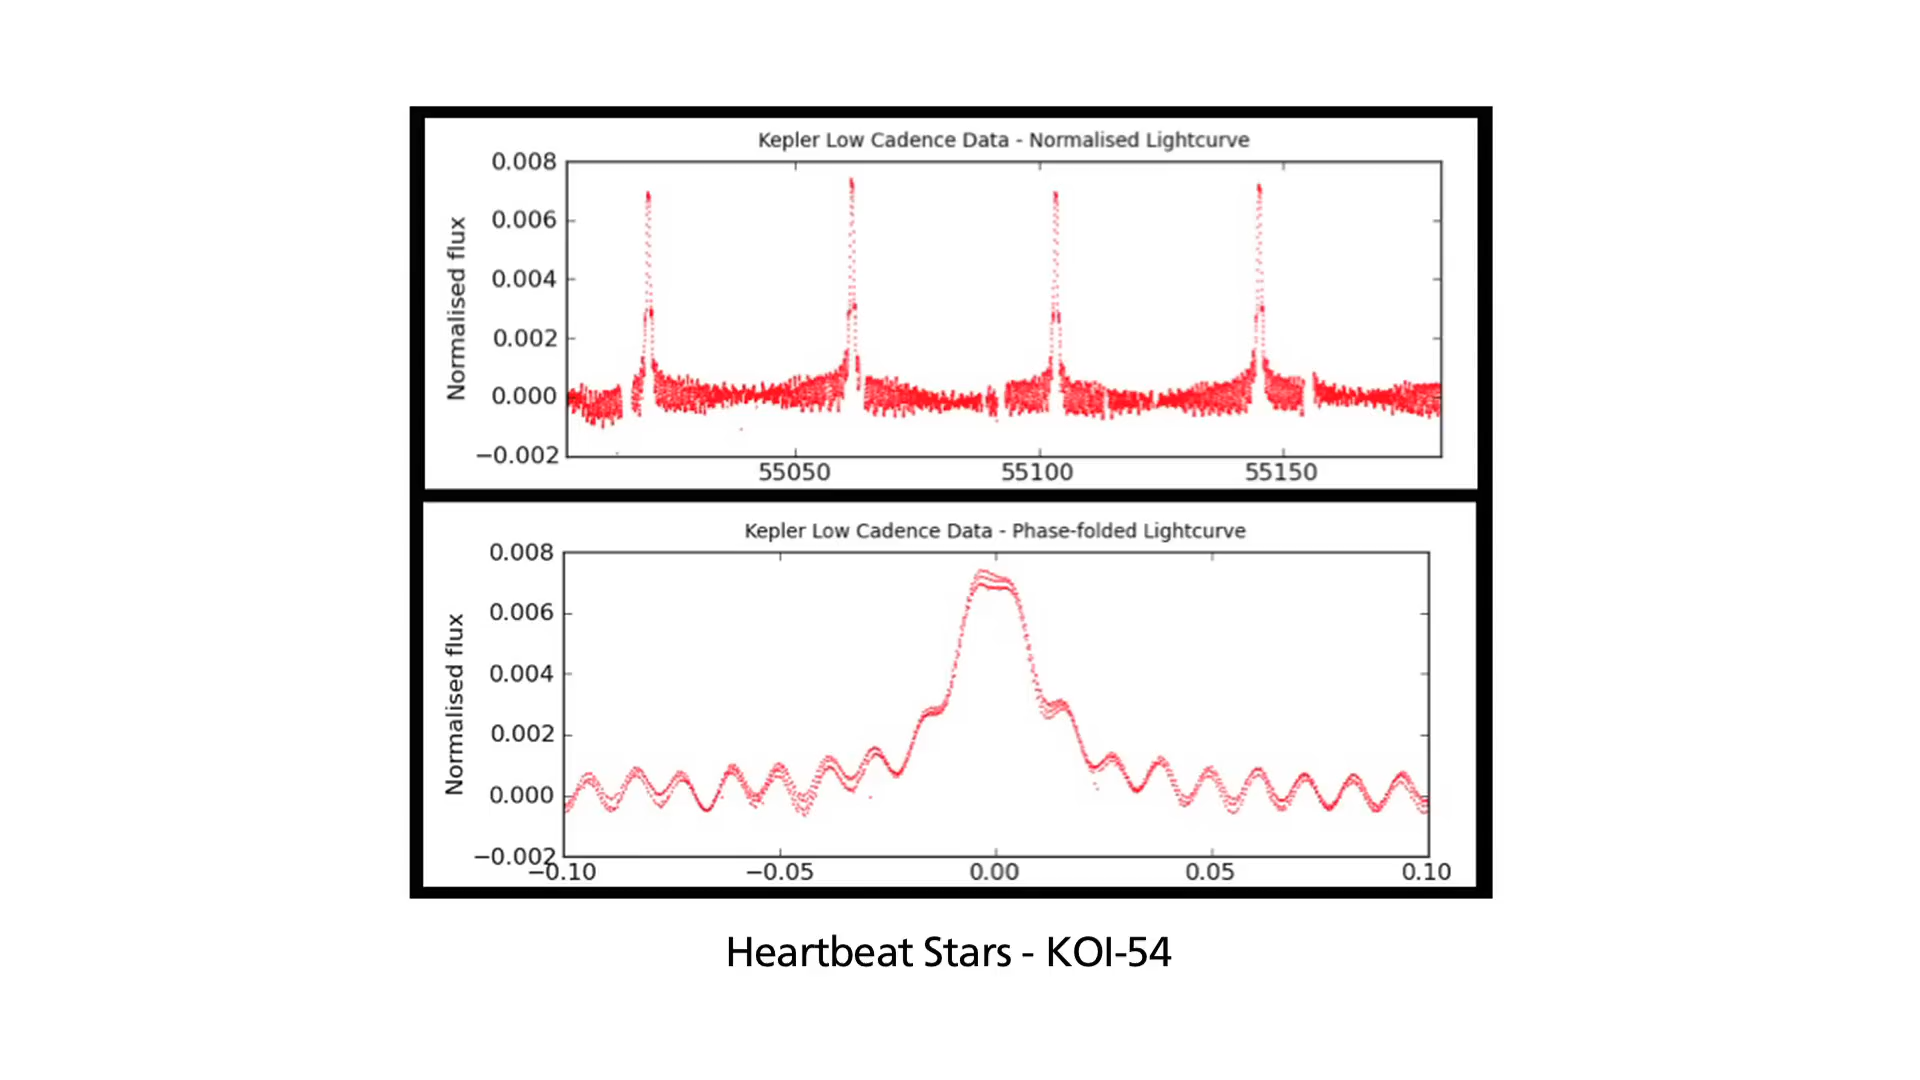 Kepler Low Cadence Data - Normalised Lightcurve
Normalised flux
0.008
0.006
0.004
0.002
0.000
−0.002
55050 55100 55150
Kepler Low Cadence Data - Phase-folded Lightcurve
Normalised flux
0.008
0.006
0.004
0.002
0.000
−0.002
−0.10 −0.05 0.00 0.05 0.10
Heartbeat Stars - KOI-54